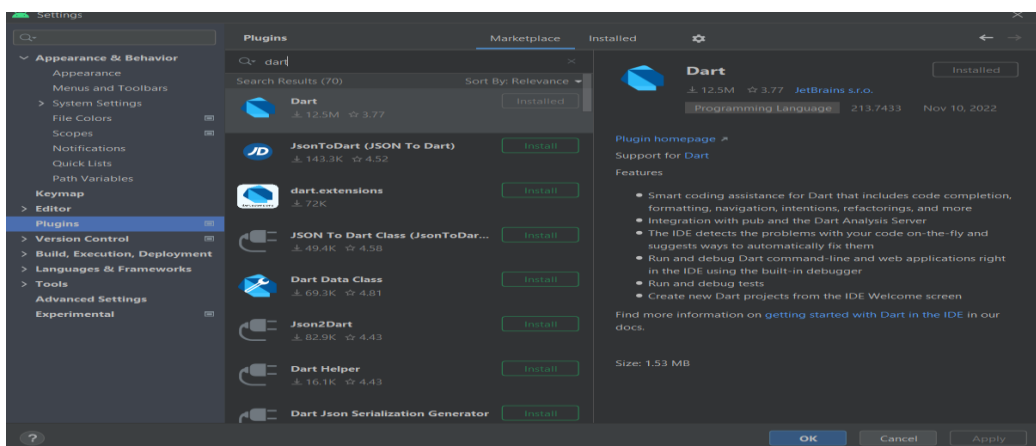 Settings
Appearance & Behavior
Appearance
Menus and Toolbars
System Settings
File Colors
Scopes
Notifications
Quick Lists
Path Variables
Keymap
Editor
Plugins
Version Control
Build, Execution, Deployment
Languages & Frameworks
Tools
Advanced Settings
Experimental
Plugins
Marketplace
Installed
dart
Search Results (70)
Sort By: Relevance
Dart
12.5M 3.77
Installed
JsonToDart (JSON To Dart)
143.3K 4.52
Install
dart.extensions
72K
Install
JSON To Dart Class (JsonToDar...
49.4K 4.58
Install
Dart Data Class
69.3K 4.81
Install
Json2Dart
82.9K 4.43
Install
Dart Helper
16.1K 4.43
Install
Dart Json Serialization Generator
Install
Dart
Installed
12.5M 3.77 JetBrains s.r.o.
Programming Language 213.7433 Nov 10, 2022
Plugin homepage
Support for Dart
Features
Smart coding assistance for Dart that includes code completion,
formatting, navigation, intentions, refactorings, and more
Integration with pub and the Dart Analysis Server
The IDE detects the problems with your code on-the-fly and
suggests ways to automatically fix them
Run and debug Dart command-line and web applications right
in the IDE using the built-in debugger
Run and debug tests
Create new Dart projects from the IDE Welcome screen
Find more information on getting started with Dart in the IDE in our
docs.
Size: 1.53 MB
?
OK
Cancel
Apply